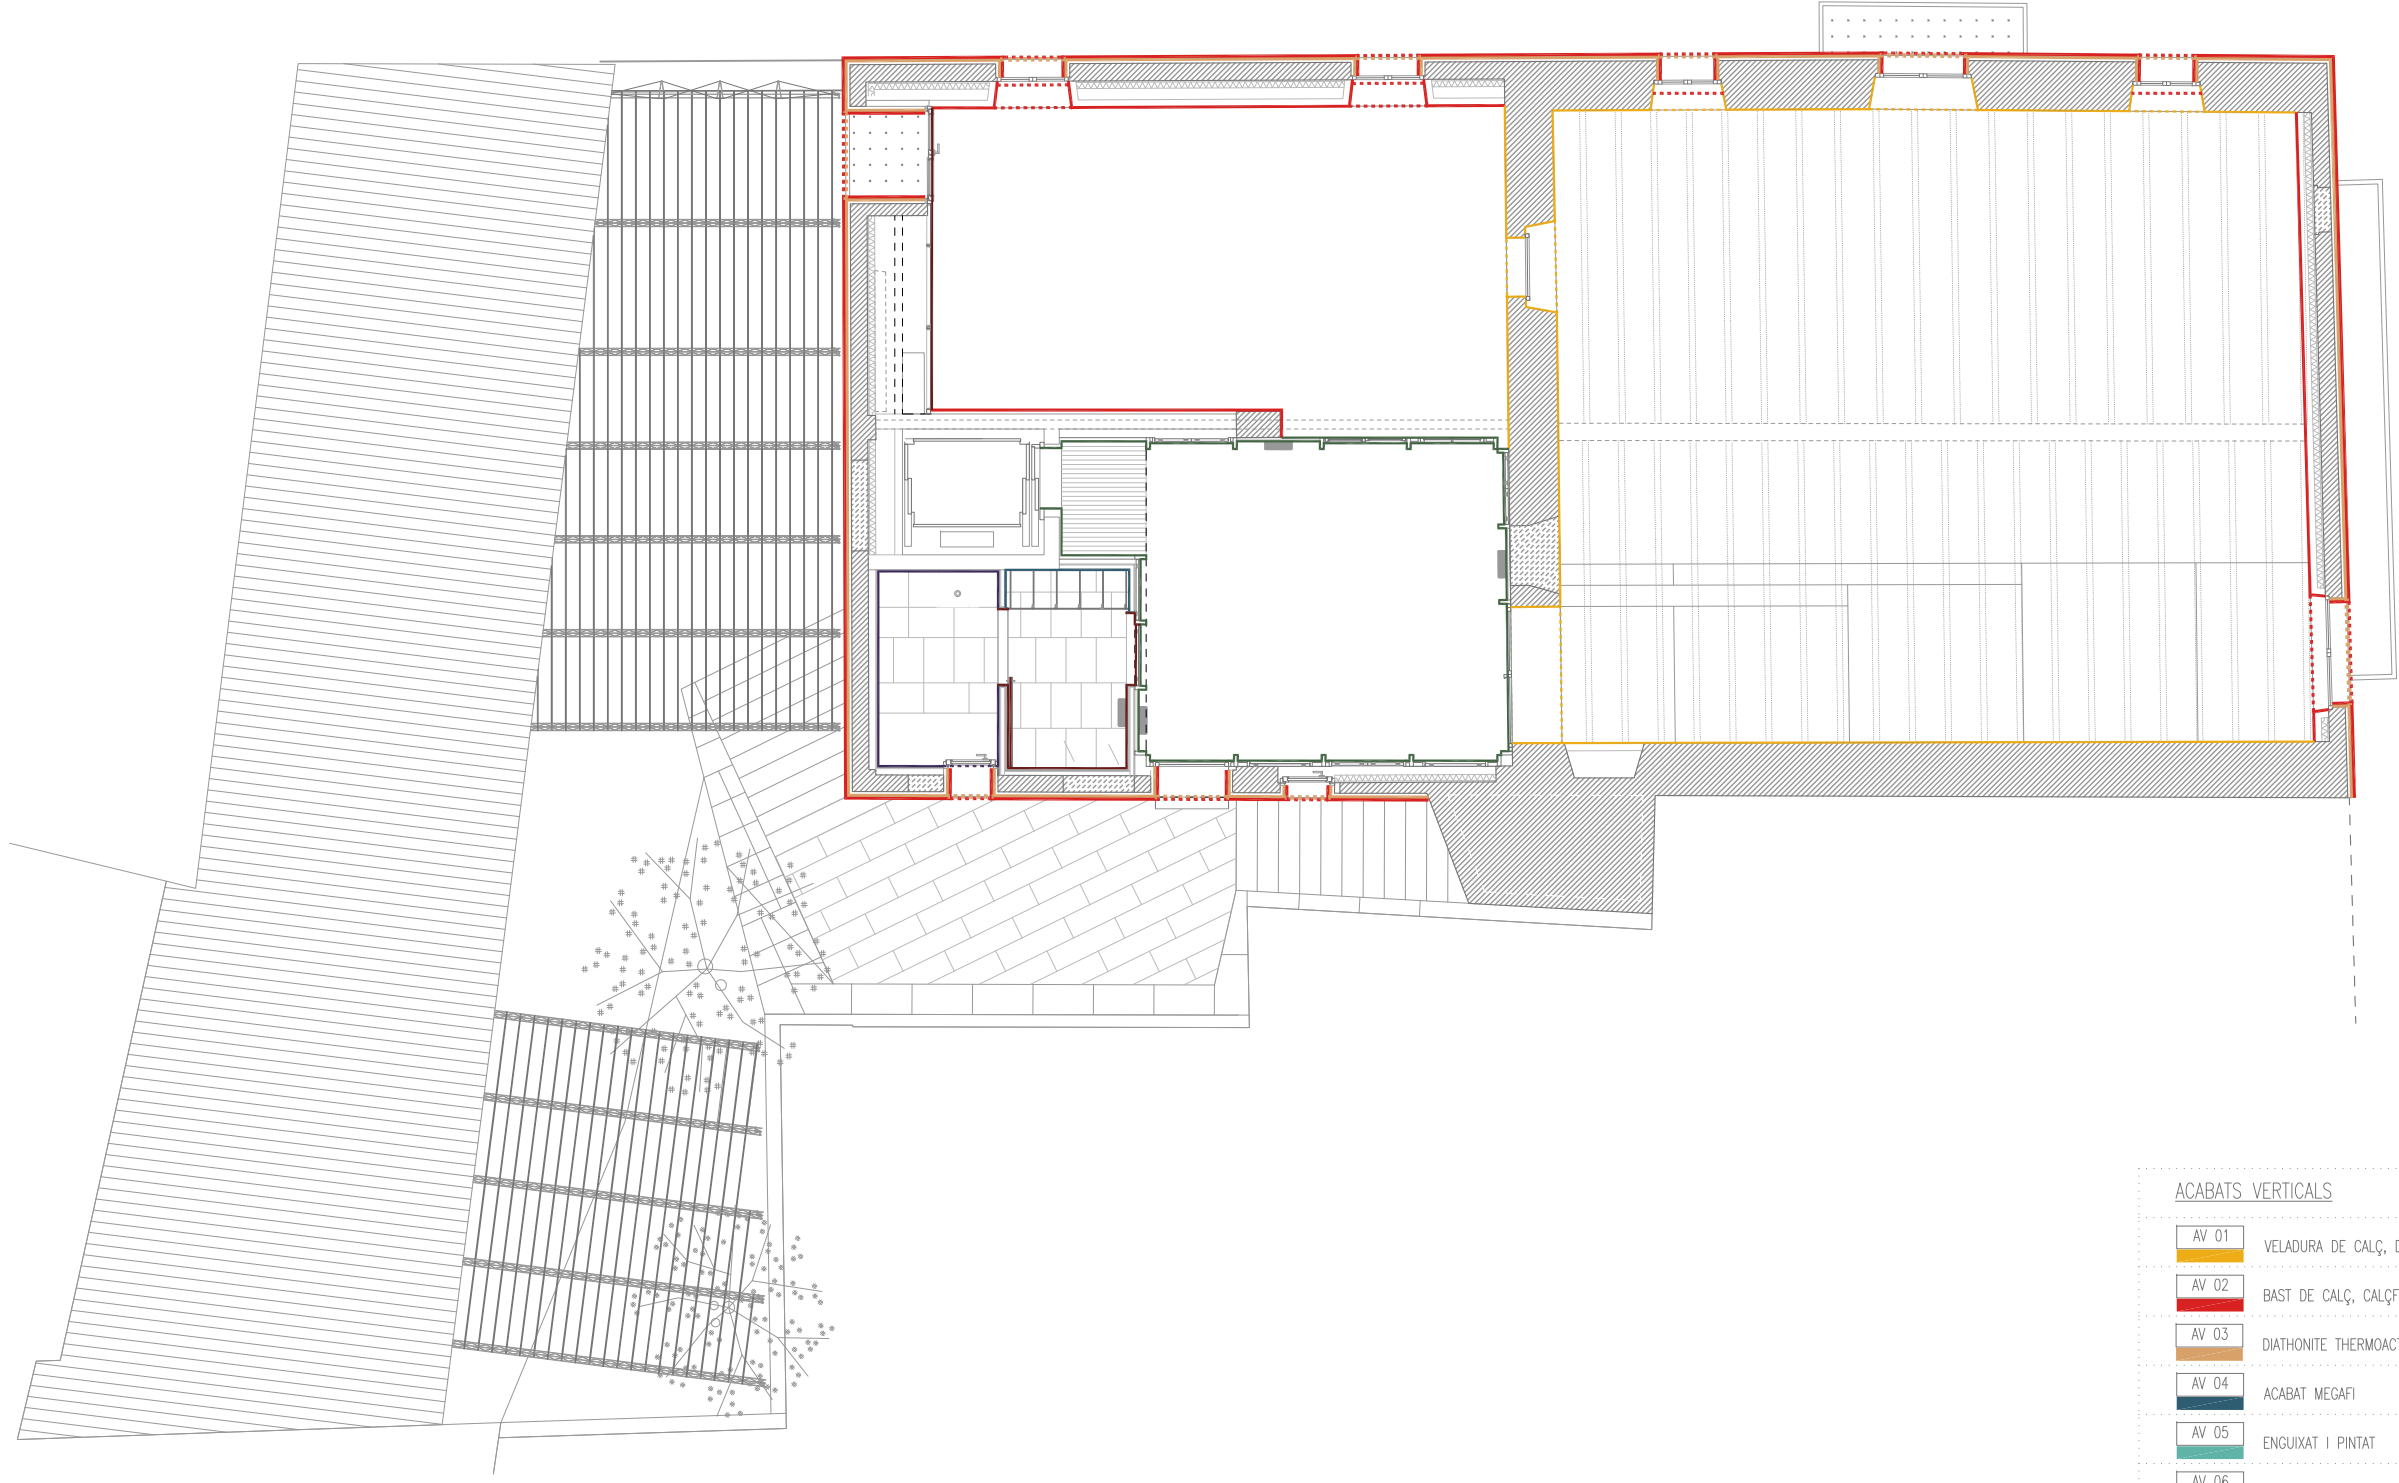 ACABATS VERTICALS
AV 01
VELADURA DE CALÇ,
AV 02
BAST DE CALÇ,
AV 03
DIATHONITE
AV 04
ACABAT MEGAFI
AV 05
ENGUIXAT I PINTAT
AV 06